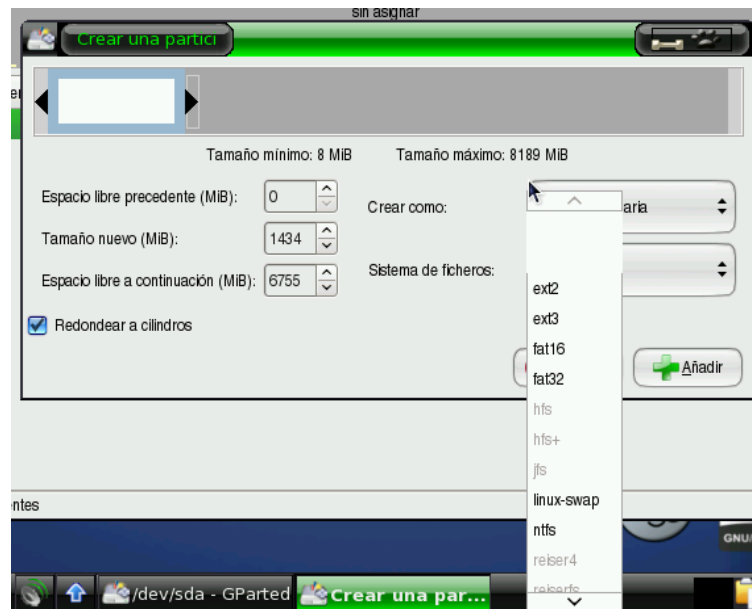 sin asignar
Crear una partici
Tamaño mínimo: 8 MiB Tamaño máximo: 8189 MiB
Espacio libre precedente (MiB): 0
Crear como: aria
Tamaño nuevo (MiB): 1434
Sistema de ficheros:
Espacio libre a continuación (MiB): 6755
Redondear a cilindros
ext2
ext3
fat16
fat32
hfs
hfs+
jfs
linux-swap
ntfs
reiser4
reiserfs
Añadir
ntes
GNU/
/dev/sda - GParted
Crear una par...